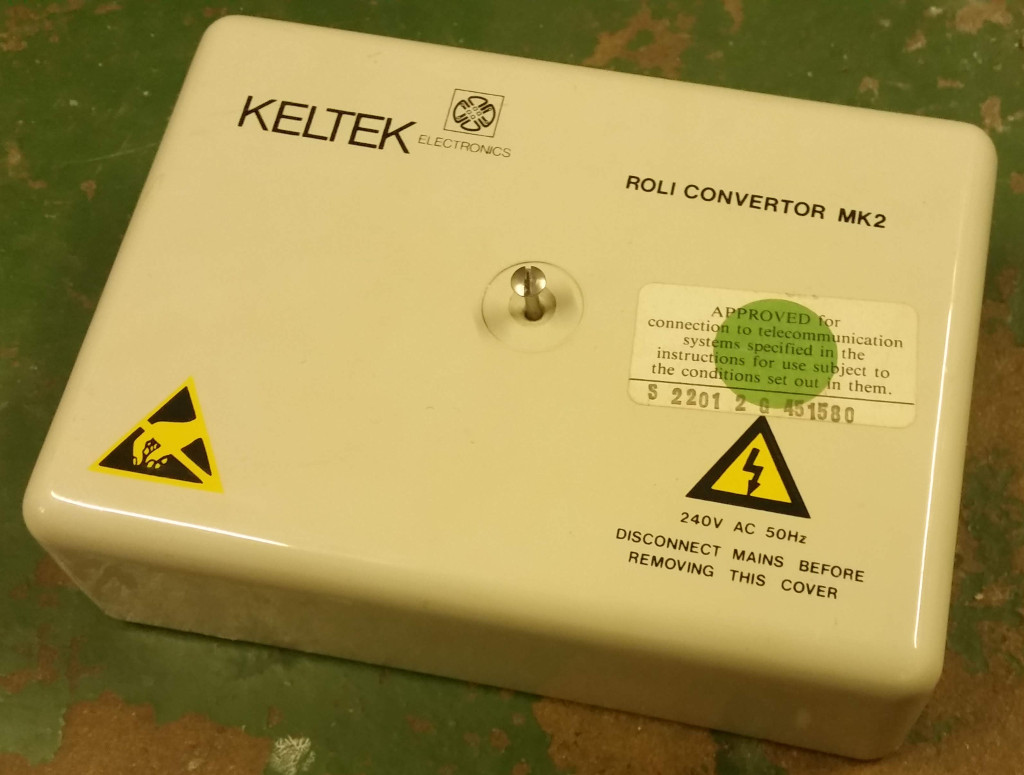 KELTEK
ELECTRONICS
ROLI CONVERTOR MK2
APPROVED for
connection to telecommunication
systems specified in the
instructions for use subject to
the conditions set out in them.
S 2201 2 G 451580
240V AC 50Hz
DISCONNECT MAINS BEFORE
REMOVING THIS COVER